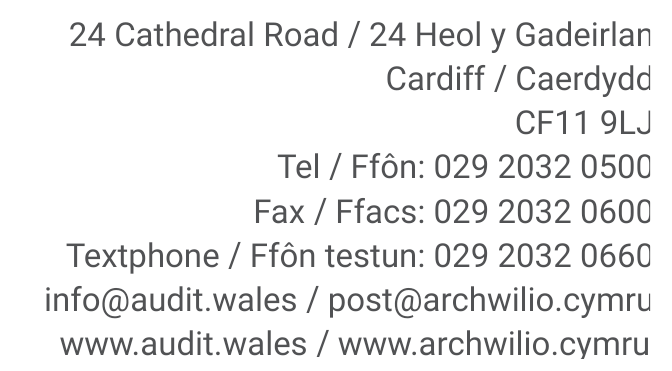 24 Cathedral Road / 24 Heol y Gadeirlan
Cardiff / Caerdydd
CF11 9LJ
Tel / Ffôn: 029 2032 0500
Fax / Ffacs: 029 2032 0600
Textphone / Ffôn testun: 029 2032 0660
info@audit.wales / post@archwilio.cymru
www.audit.wales / www.archwilio.cymru